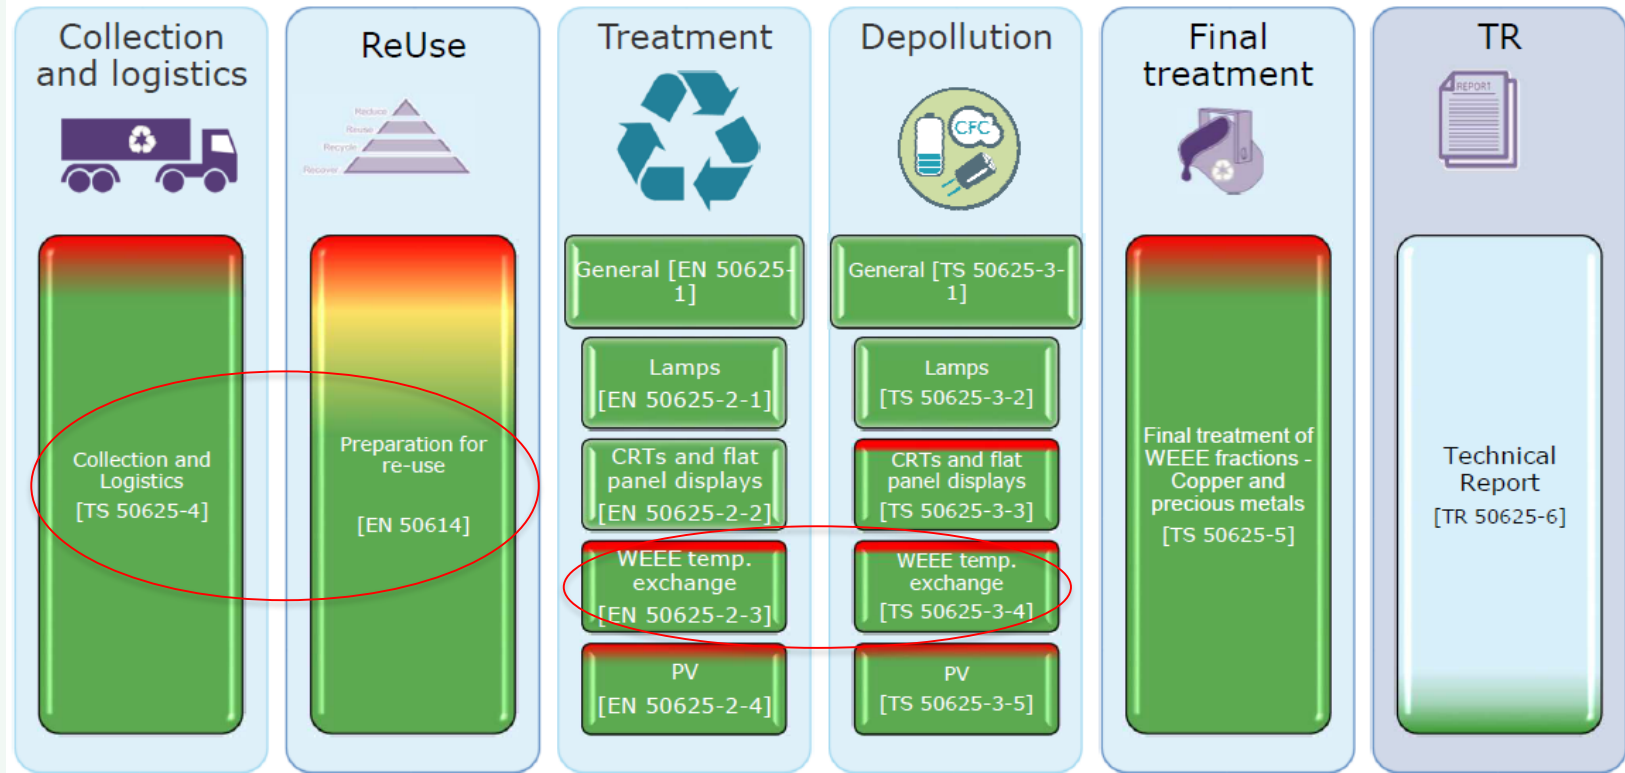 Collection
and logistics
Reduce
Reuse
Recycle
Recover
ReUse
Treatment
Depollution
CFC
Final
treatment
TR
REPORT
Collection and
Logistics
[TS 50625-4]
Preparation for
re-use
[EN 50614]
General [EN 50625-
1]
Lamps
[EN 50625-2-1]
CRTs and flat
panel displays
[EN 50625-2-2]
WEEE temp.
exchange
[EN 50625-2-3]
PV
[EN 50625-2-4]
General [TS 50625-3-
1]
Lamps
[TS 50625-3-2]
CRTs and flat
panel displays
[TS 50625-3-3]
WEEE temp.
exchange
[TS 50625-3-4]
PV
[TS 50625-3-5]
Final treatment of
WEEE fractions -
Copper and
precious metals
[TS 50625-5]
Technical
Report
[TR 50625-6]